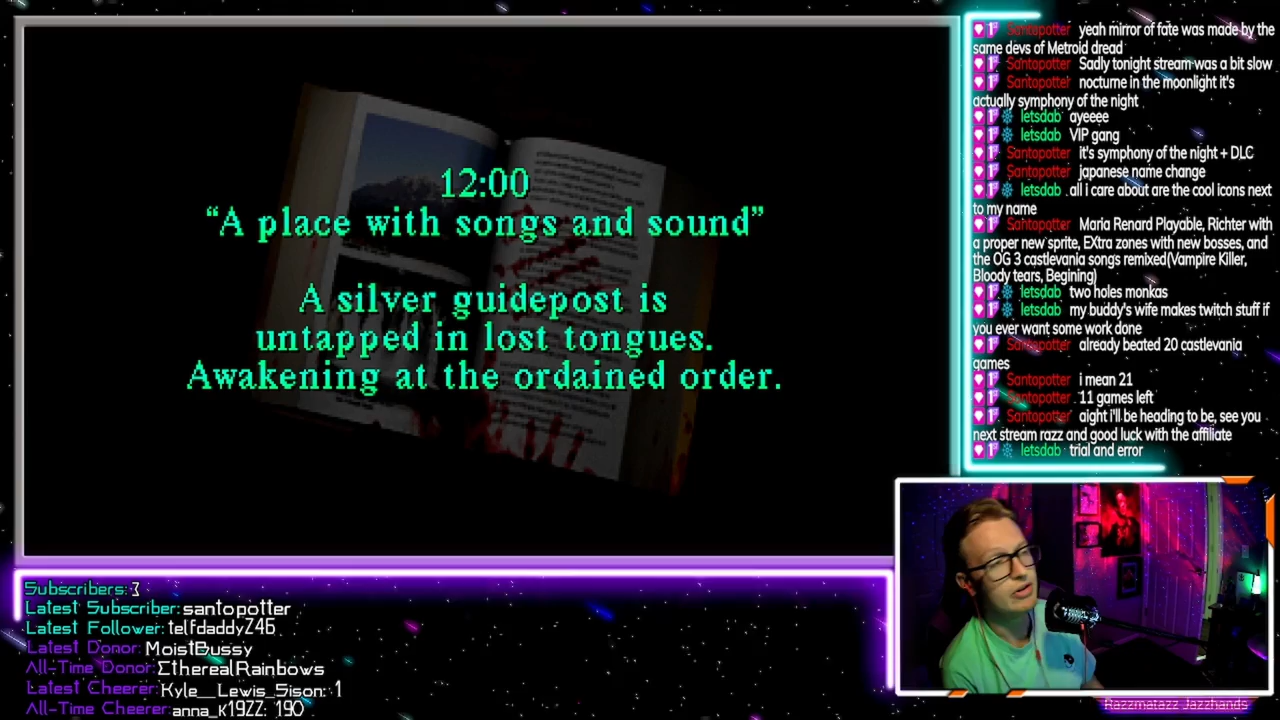 12:00
“A place with songs and sound”
A silver guidepost is
untapped in lost tongues.
Awakening at the ordained order.
Santopotter yeah mirror of fate was made by the
same devs of Metroid dread
Santopotter Sadly tonight stream was a bit slow
Santopotter nocturne in the moonlight it's
actually symphony of the night
letsdab ayeeee
letsdab VIP gang
Santopotter it's symphony of the night + DLC
Santopotter japanese name change
letsdab all i care about are the cool icons next
to my name
Santopotter Maria Renard Playable, Richter with
a proper new sprite, EXtra zones with new bosses, and
the OG 3 castlevania songs remixed(Vampire Killer,
Bloody tears, Begining)
letsdab two holes monkas
letsdab my buddy's wife makes twitch stuff if
you ever want some work done
Santopotter already beated 20 castlevania
games
Santopotter i mean 21
Santopotter 11 games left
Santopotter aight i'll be heading to be, see you
next stream razz and good luck with the affiliate
letsdab trial and error
Subscribers: 3
Latest Subscriber: santopotter
Latest Follower: telfdaddy246
Latest Donor: MoistBussy
All-Time Donor: EtherealRainbows
Latest Cheerer: Kyle_Lewis_Sison: 1
All-Time Cheerer: anna_k19ZZ: 190
Razzmatazz Jazzhands